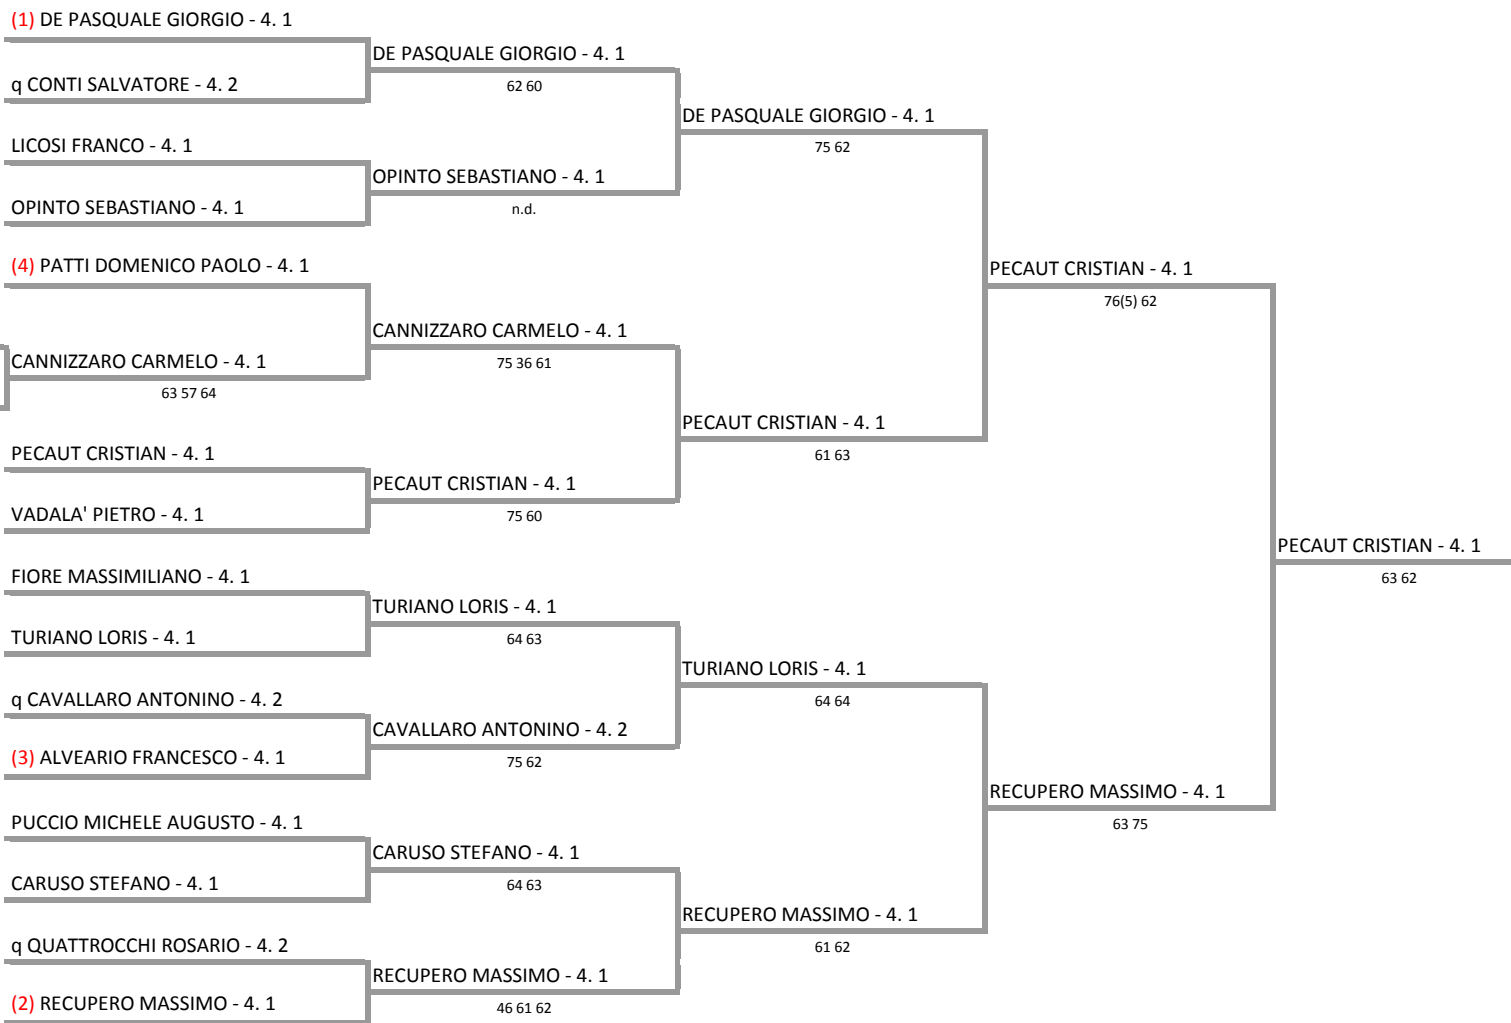 (1) DE PASQUALE GIORGIO - 4. 1
q CONTI SALVATORE - 4. 2
LICOSI FRANCO - 4. 1
OPINTO SEBASTIANO - 4. 1
(4) PATTI DOMENICO PAOLO - 4. 1
CANNIZZARO CARMELO - 4. 1
63 57 64
PECAUT CRISTIAN - 4. 1
VADALA' PIETRO - 4. 1
FIORE MASSIMILIANO - 4. 1
TURIANO LORIS - 4. 1
q CAVALLARO ANTONINO - 4. 2
(3) ALVEARIO FRANCESCO - 4. 1
PUCCIO MICHELE AUGUSTO - 4. 1
CARUSO STEFANO - 4. 1
q QUATTROCCHI ROSARIO - 4. 2
(2) RECUPERO MASSIMO - 4. 1
DE PASQUALE GIORGIO - 4. 1
62 60
OPINTO SEBASTIANO - 4. 1
n.d.
CANNIZZARO CARMELO - 4. 1
75 36 61
PECAUT CRISTIAN - 4. 1
75 60
TURIANO LORIS - 4. 1
64 63
CAVALLARO ANTONINO - 4. 2
75 62
CARUSO STEFANO - 4. 1
64 63
RECUPERO MASSIMO - 4. 1
46 61 62
DE PASQUALE GIORGIO - 4. 1
75 62
PECAUT CRISTIAN - 4. 1
61 63
TURIANO LORIS - 4. 1
64 64
RECUPERO MASSIMO - 4. 1
61 62
PECAUT CRISTIAN - 4. 1
76(5) 62
RECUPERO MASSIMO - 4. 1
63 75
PECAUT CRISTIAN - 4. 1
63 62